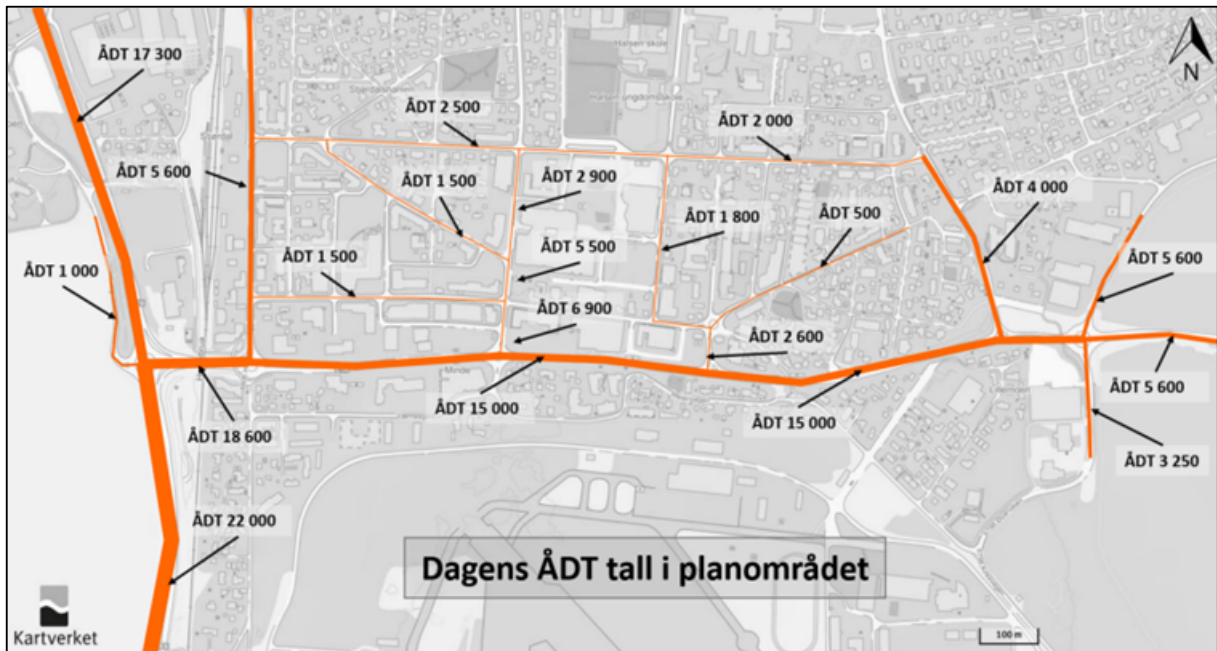 Halsen skole
ÅDT 17 300
N
ÅDT 2 500
ÅDT 2 000
ÅDT 5 600
ÅDT 2 900
ÅDT 1 500
ÅDT 4 000
ÅDT 1 800
ÅDT 500
ÅDT 5 500
ÅDT 1 500
ÅDT 5 600
ÅDT 1 000
ÅDT 6 900
ÅDT 2 600
ÅDT 5 600
ÅDT 15 000
ÅDT 15 000
ÅDT 18 600
ÅDT 3 250
ÅDT 22 000
Dagens ÅDT tall i planområdet
Kartverket
100 m